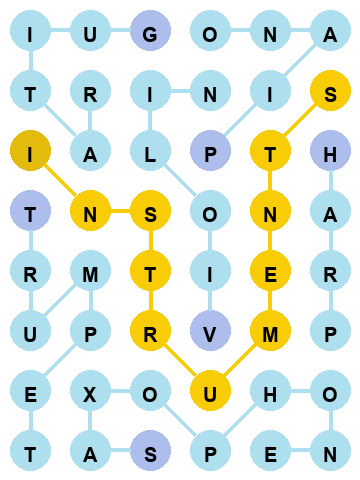 I U G O N A
T R I N I S
I A L P T H
T N S O N A
R M T I E R
U P R V M P
E X O U H O
T A S P E N